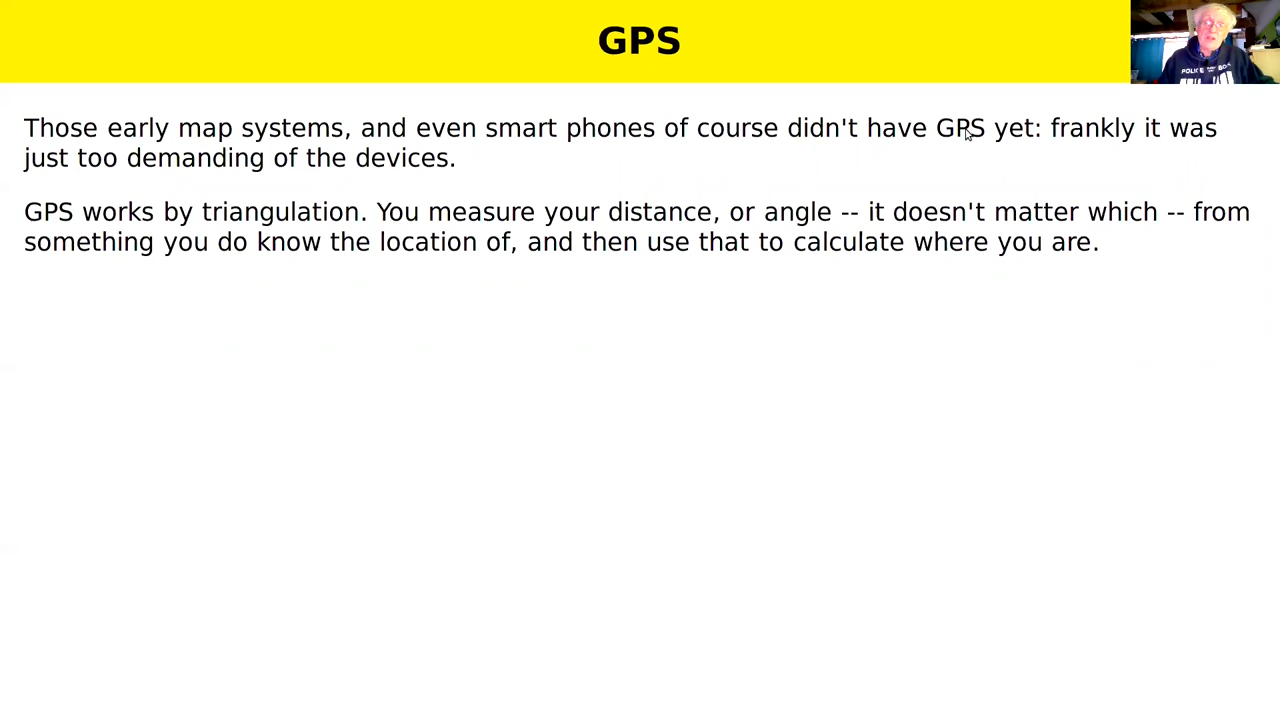 GPS
Those early map systems, and even smart phones of course didn't have GPS yet: frankly it was
just too demanding of the devices.
GPS works by triangulation. You measure your distance, or angle -- it doesn't matter which -- from
something you do know the location of, and then use that to calculate where you are.